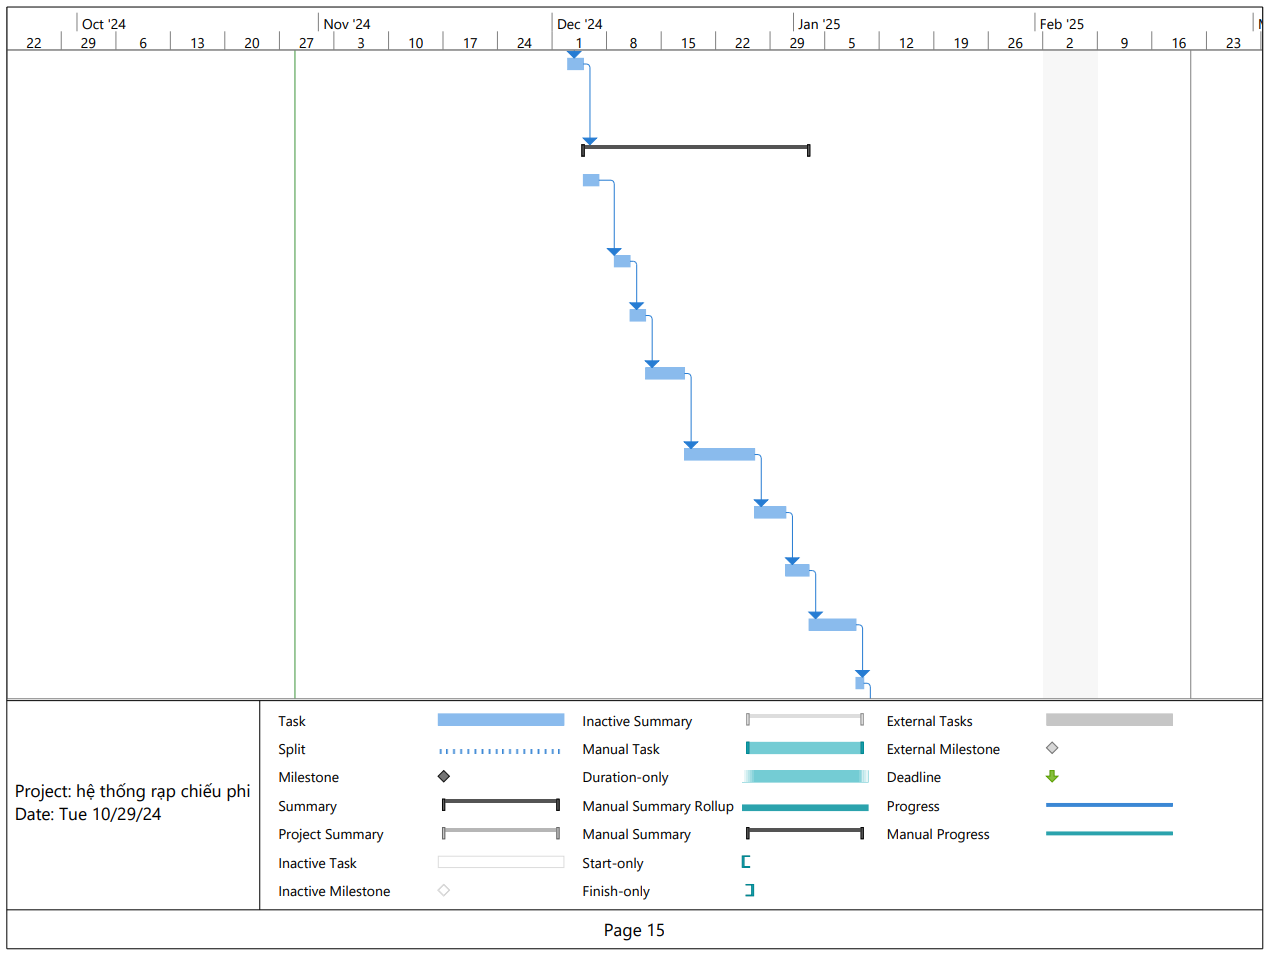 Oct '24 Nov '24 Dec '24 Jan '25 Feb '25
22 29 6 13 20 27 3 10 17 24 1 8 15 22 29 5 12 19 26 2 9 16 23
Project: hệ thống rạp chiếu phi
Date: Tue 10/29/24
Task
Split
Milestone
Summary
Project Summary
Inactive Task
Inactive Milestone
Inactive Summary
Manual Task
Duration-only
Manual Summary Rollup
Manual Summary
Start-only
Finish-only
External Tasks
External Milestone
Deadline
Progress
Manual Progress
Page 15